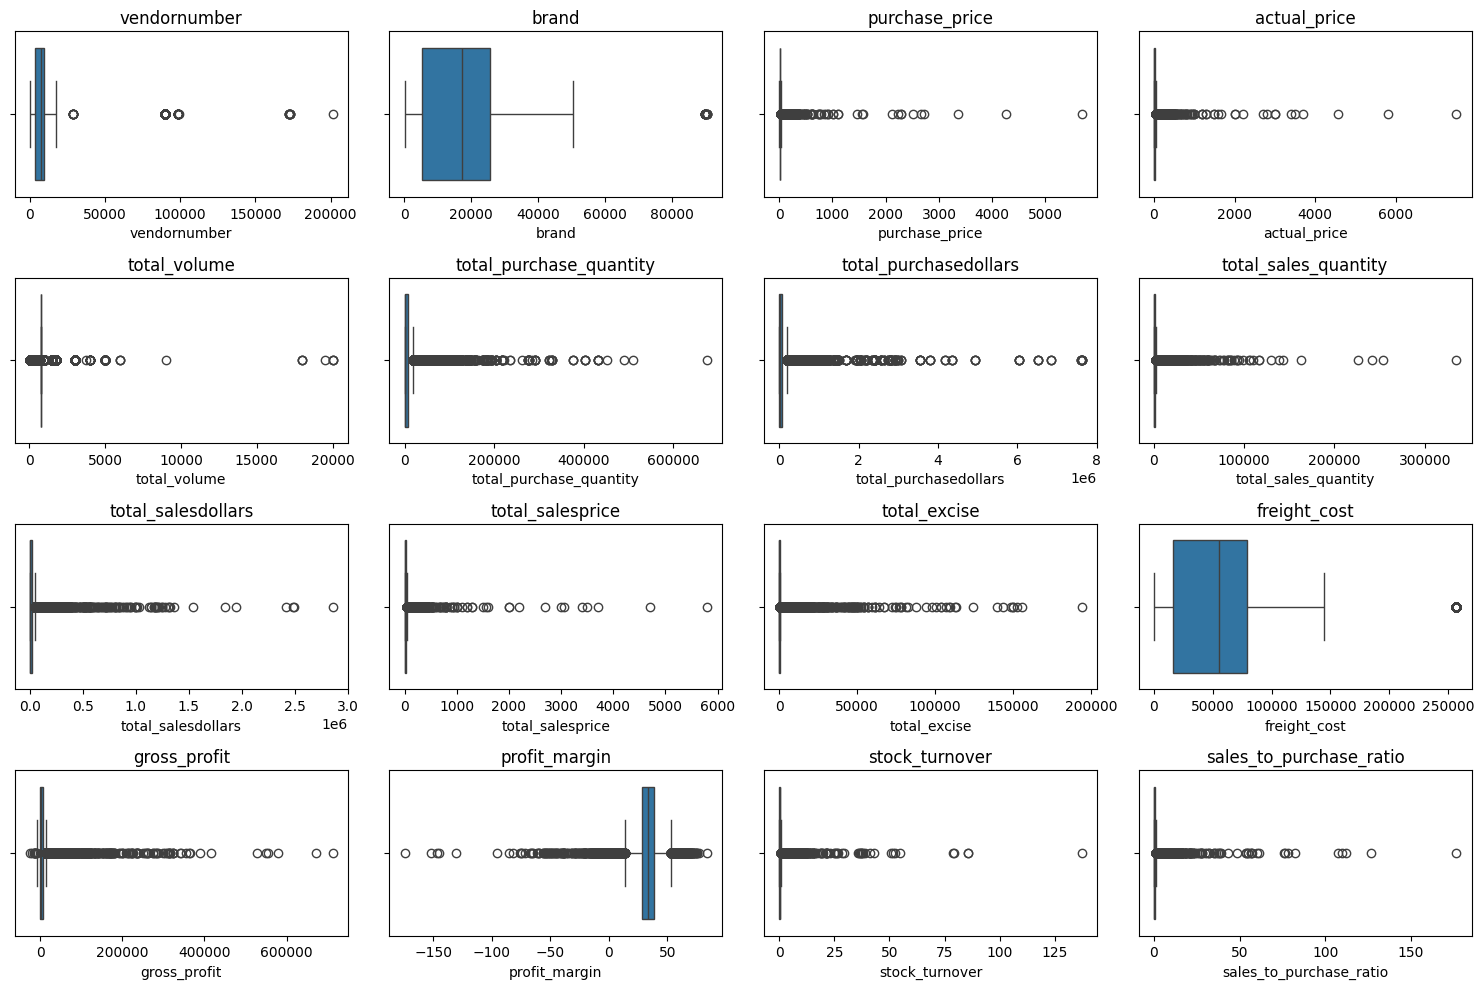 vendornumber brand purchase_price actual_price
0 50000 100000 150000 200000 0 20000 40000 60000 80000 0 1000 2000 3000 4000 5000 0 2000 4000 6000
vendornumber brand purchase_price actual_price
total_volume total_purchase_quantity total_purchasedollars total_sales_quantity
0 5000 10000 15000 20000 0 200000 400000 600000 0 2 4 6 8 0 100000 200000 300000
1e6
total_volume total_purchase_quantity total_purchasedollars total_sales_quantity
total_salesdollars total_salesprice total_excise freight_cost
0.0 0.5 1.0 1.5 2.0 2.5 3.0 0 1000 2000 3000 4000 5000 6000 0 50000 100000 150000 200000 0 50000 100000 150000 200000 250000
1e6
total_salesdollars total_salesprice total_excise freight_cost
gross_profit profit_margin stock_turnover sales_to_purchase_ratio
0 200000 400000 600000 −150 −100 −50 0 50 0 25 50 75 100 125 0 50 100 150
gross_profit profit_margin stock_turnover sales_to_purchase_ratio